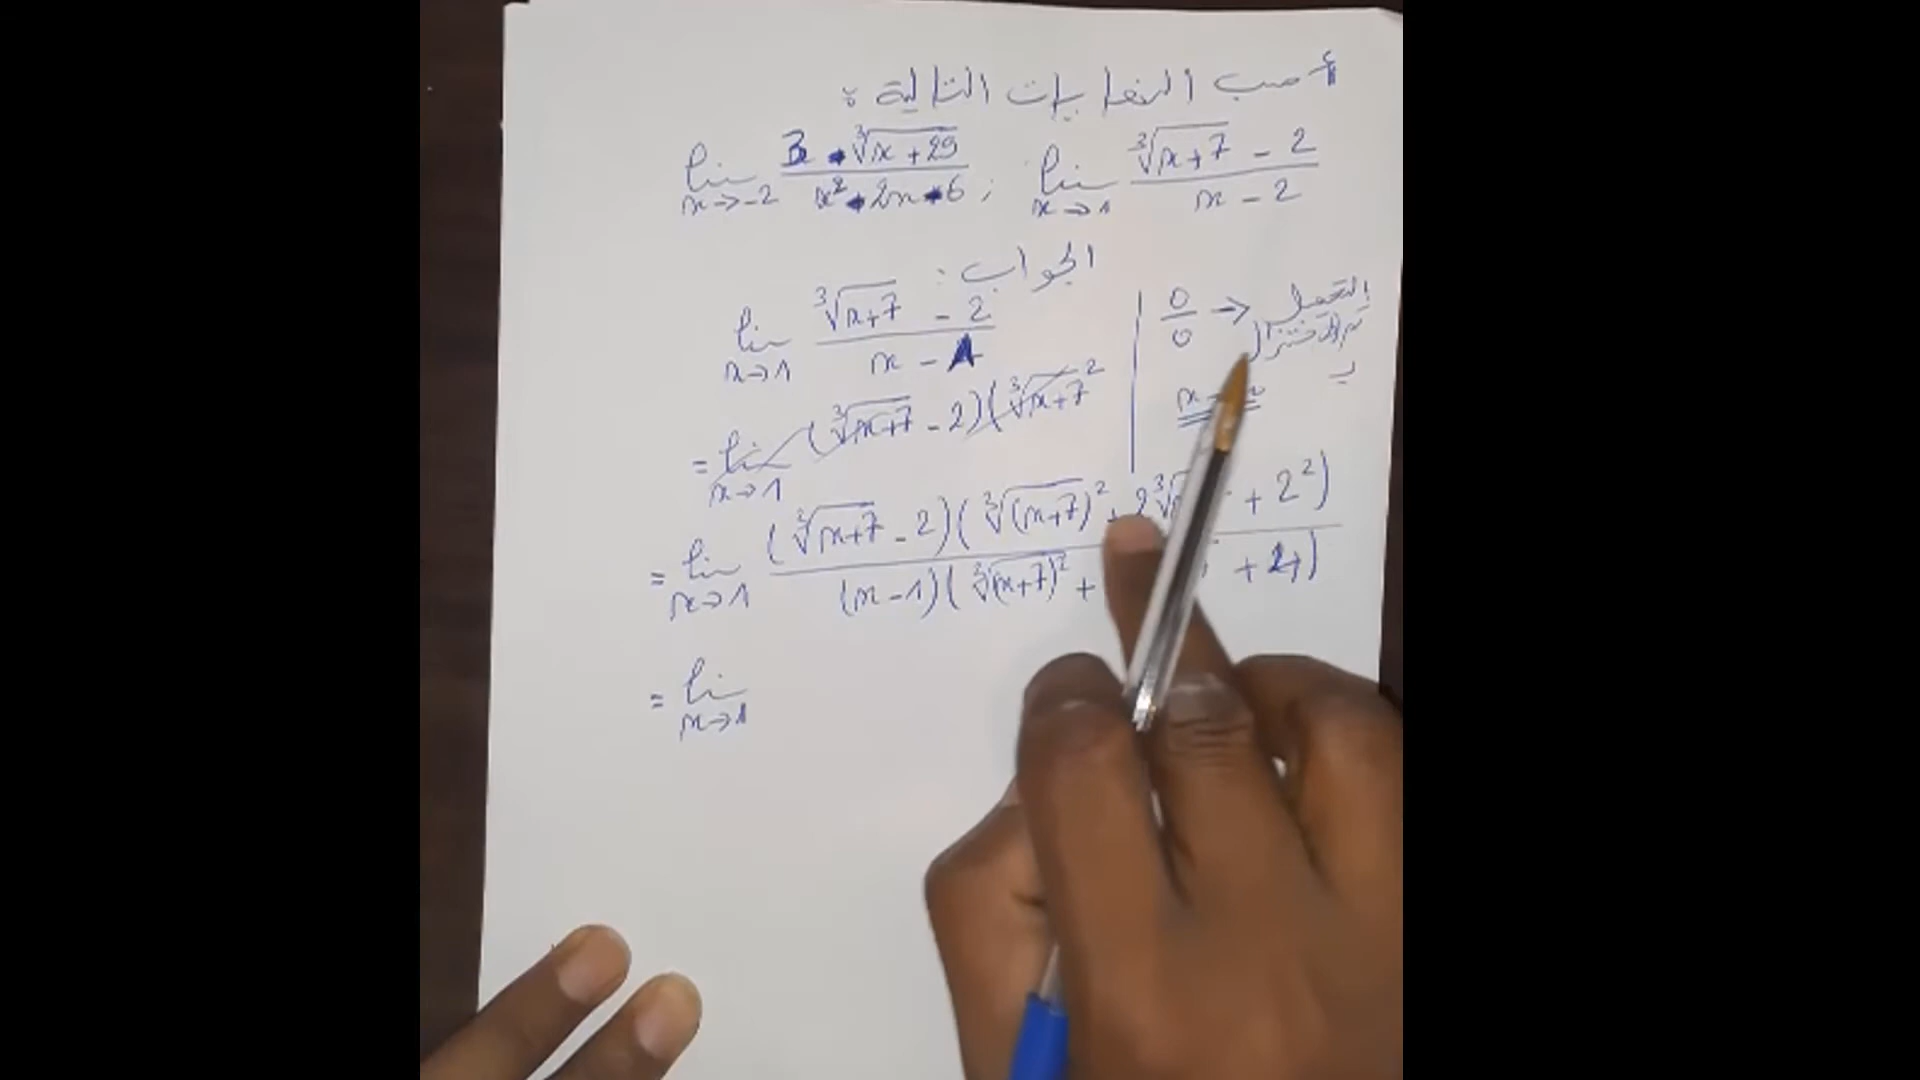 أحسب النهايات التالية :
lim x→1 (∛(x+7) - 2)/(x - 2) ; lim x→-2 (3 - ∛(x+29))/(x² + 2x + 6)
الجواب :
lim x→1 (∛(x+7) - 2)/(x - 1)
0/0 →
= lim x→1 (∛(x+7) - 2)(∛(x+7)²
= lim x→1 (∛(x+7) - 2)(∛(x+7)² + 2∛ + 2²)/(x-1)(∛(x+7)² + + 4)
= lim x→1